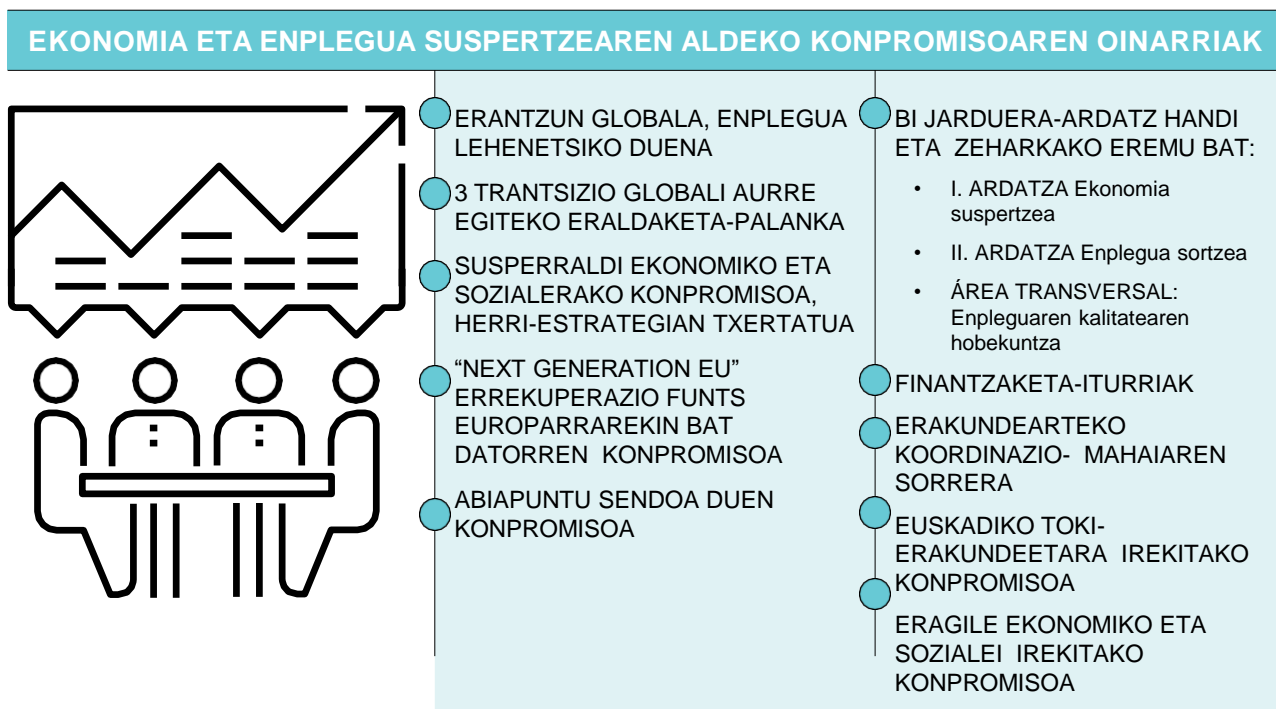 EKONOMIA ETA ENPLEGUA SUSPERTZEAREN ALDEKO KONPROMISOAREN OINARRIAK
ERANTZUN GLOBALA, ENPLEGUA
LEHENETSIKO DUENA
3 TRANTSIZIO GLOBALI AURRE
EGITEKO ERALDAKETA-PALANKA
SUSPERRALDI EKONOMIKO ETA
SOZIALERAKO KONPROMISOA,
HERRI-ESTRATEGIAN TXERTATUA
“NEXT GENERATION EU”
ERREKUPERAZIO FUNTS
EUROPARRAREKIN BAT
DATORREN KONPROMISOA
ABIAPUNTU SENDOA DUEN
KONPROMISOA
BI JARDUERA-ARDATZ HANDI
ETA ZEHARKAKO EREMU BAT:
• I. ARDATZA Ekonomia
suspertzea
• II. ARDATZA Enplegua sortzea
• ÁREA TRANSVERSAL:
Enpleguaren kalitatearen
hobekuntza
FINANTZAKETA-ITURRIAK
ERAKUNDEARTEKO
KOORDINAZIO- MAHAIAREN
SORRERA
EUSKADIKO TOKI-
ERAKUNDEETARA IREKITAKO
KONPROMISOA
ERAGILE EKONOMIKO ETA
SOZIALEI IREKITAKO
KONPROMISOA